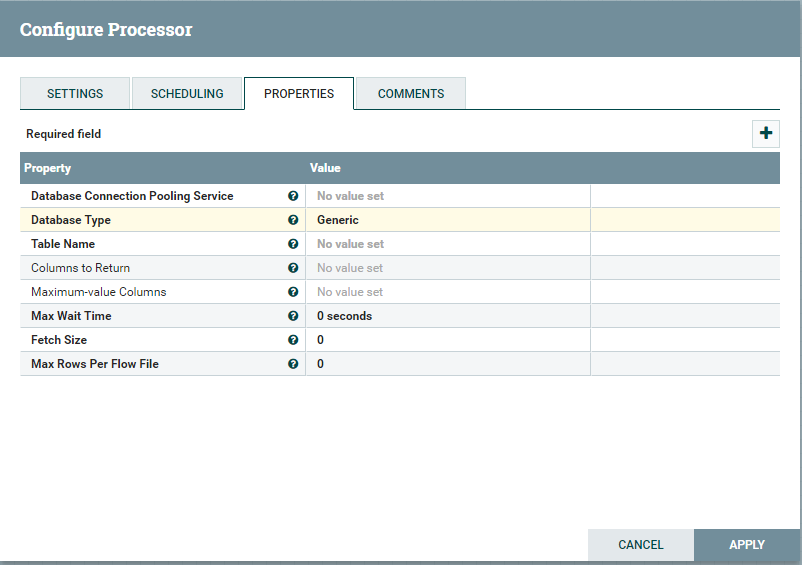 Configure Processor
SETTINGS SCHEDULING PROPERTIES COMMENTS
Required field
Property Value
Database Connection Pooling Service No value set
Database Type Generic
Table Name No value set
Columns to Return No value set
Maximum-value Columns No value set
Max Wait Time 0 seconds
Fetch Size 0
Max Rows Per Flow File 0
CANCEL APPLY